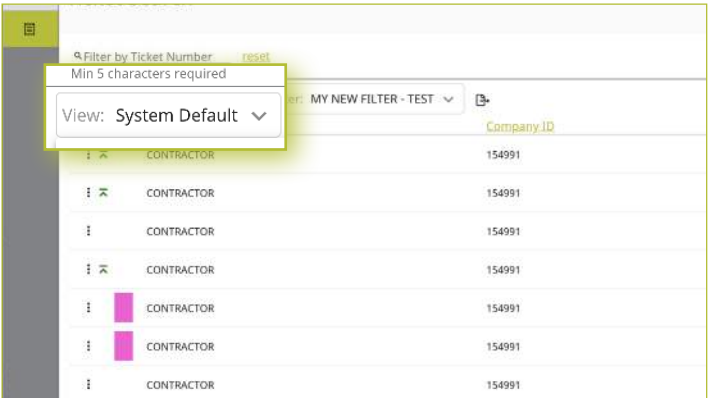 Filter by Ticket Number reset
Min 5 characters required
View: System Default
er: MY NEW FILTER - TEST
Company ID
CONTRACTOR 154991
CONTRACTOR 154991
CONTRACTOR 154991
CONTRACTOR 154991
CONTRACTOR 154991
CONTRACTOR 154991
CONTRACTOR 154991